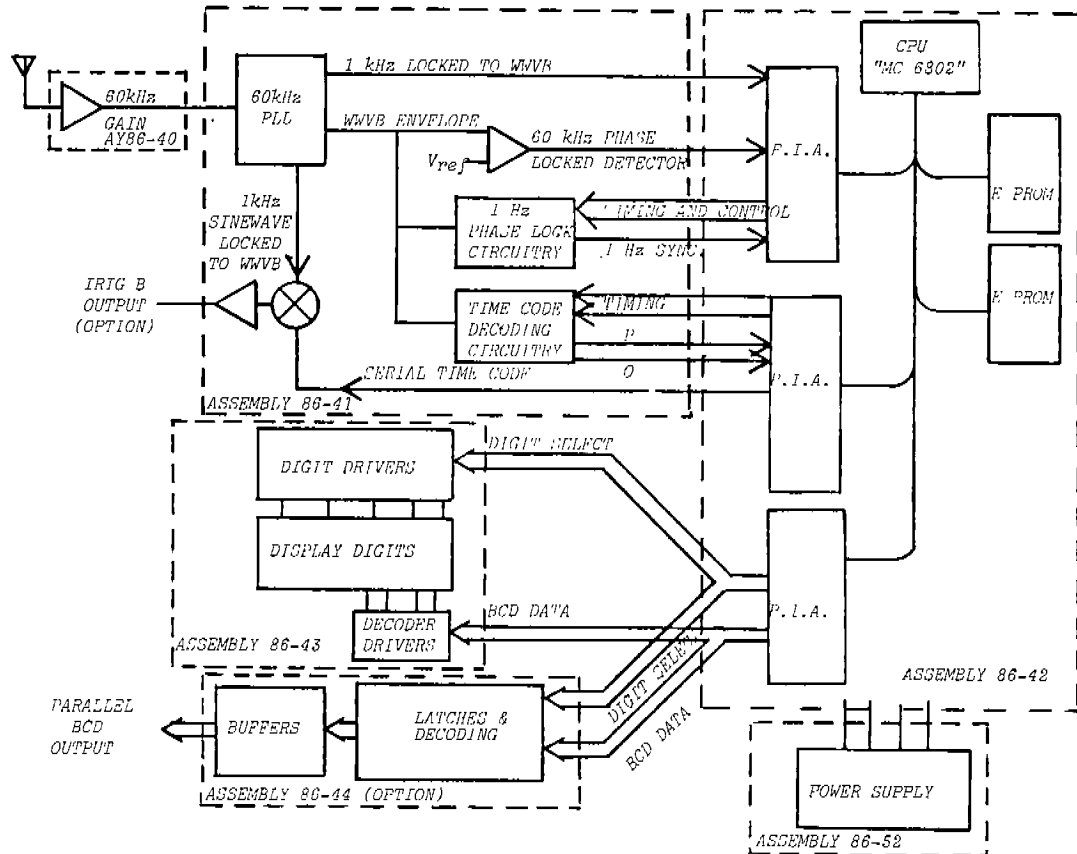 60kHz
GAIN
AY86-40
60kHz
PLL
1 kHz LOCKED TO WWVB
WWVB ENVELOPE
Vref
60 kHz PHASE
LOCKED DETECTOR
1kHz
SINEWAVE
LOCKED
TO WWVB
1 Hz
PHASE LOCK
CIRCUITRY
TIMING AND CONTROL
1 Hz SYNC.
IRIG B
OUTPUT
(OPTION)
TIME CODE
DECODING
CIRCUITRY
TIMING
P
O
SERIAL TIME CODE
ASSEMBLY 86-41
CPU
"MC 6802"
P.I.A.
E PROM
E PROM
P.I.A.
P.I.A.
ASSEMBLY 86-42
DIGIT DRIVERS
DIGIT SELECT
DISPLAY DIGITS
DECODER
DRIVERS
BCD DATA
ASSEMBLY 86-43
PARALLEL
BCD
OUTPUT
BUFFERS
LATCHES &
DECODING
DIGIT SELECT
BCD DATA
ASSEMBLY 86-44 (OPTION)
POWER SUPPLY
ASSEMBLY 86-52